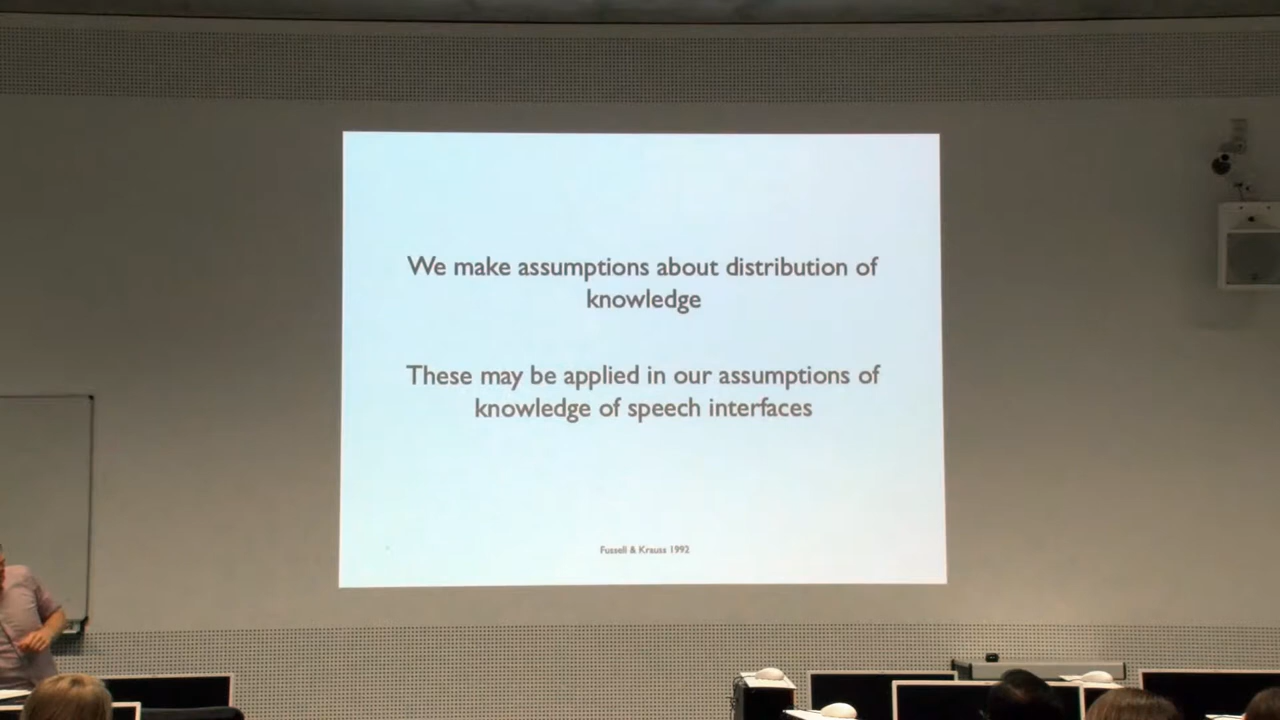 We make assumptions about distribution of
knowledge
These may be applied in our assumptions of
knowledge of speech interfaces
Fussell & Krauss 1992